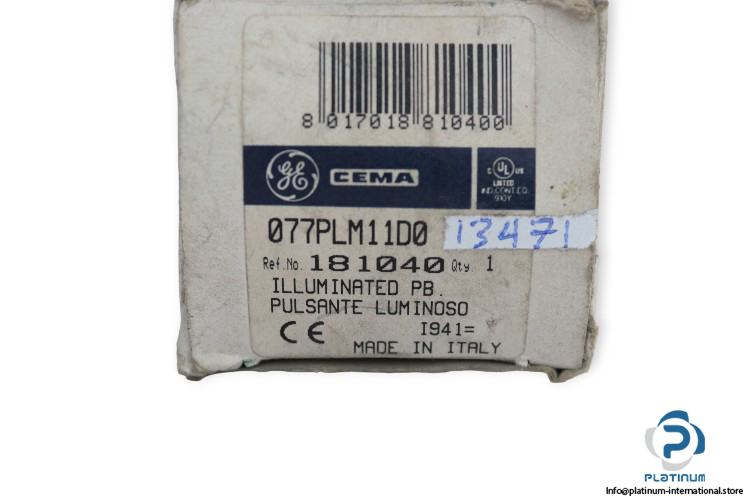 8 017018 810400
GE CEMA
C UL US
LISTED
IND.CONT.EQ.
910Y
077PLM11D0 13471
Ref.No. 181040 Qty. 1
ILLUMINATED PB.
PULSANTE LUMINOSO
CE I941=
MADE IN ITALY
PLATINUM
Info@platinum-international.store